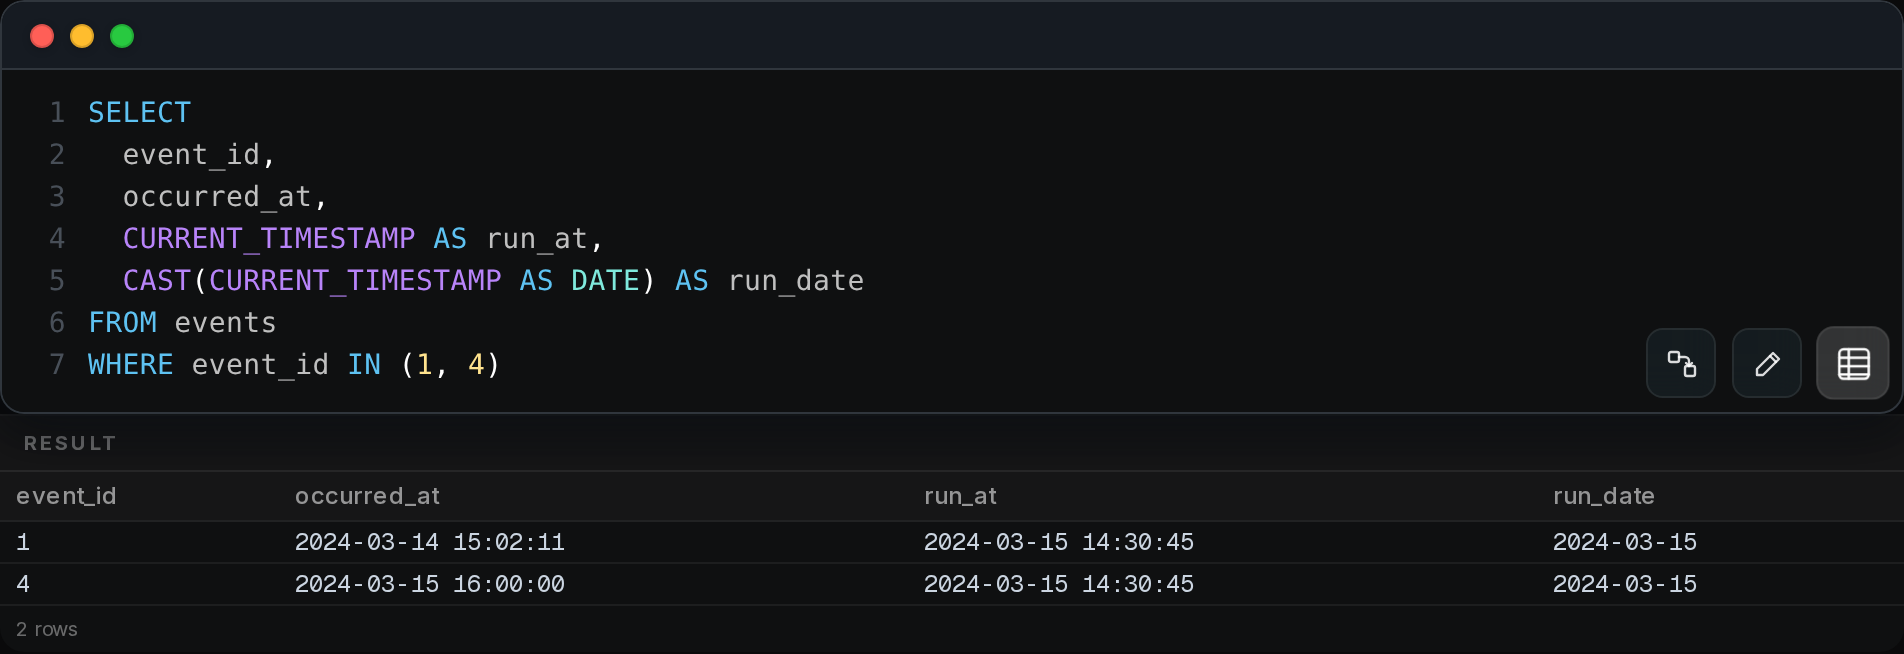 1 SELECT
2   event_id,
3   occurred_at,
4   CURRENT_TIMESTAMP AS run_at,
5   CAST(CURRENT_TIMESTAMP AS DATE) AS run_date
6 FROM events
7 WHERE event_id IN (1, 4)
RESULT
event_id occurred_at run_at run_date
1 2024-03-14 15:02:11 2024-03-15 14:30:45 2024-03-15
4 2024-03-15 16:00:00 2024-03-15 14:30:45 2024-03-15
2 rows